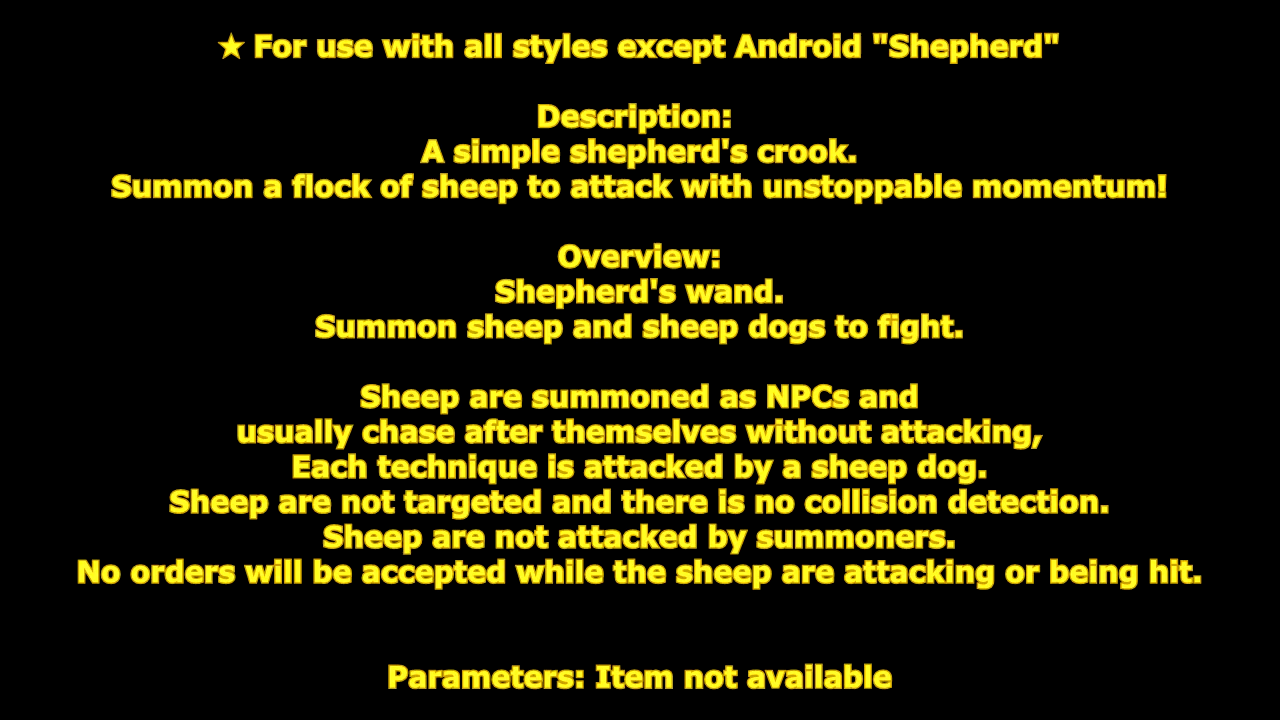 ★ For use with all styles except Android "Shepherd"
Description:
A simple shepherd's crook.
Summon a flock of sheep to attack with unstoppable momentum!
Overview:
Shepherd's wand.
Summon sheep and sheep dogs to fight.
Sheep are summoned as NPCs and
usually chase after themselves without attacking,
Each technique is attacked by a sheep dog.
Sheep are not targeted and there is no collision detection.
Sheep are not attacked by summoners.
No orders will be accepted while the sheep are attacking or being hit.
Parameters: Item not available